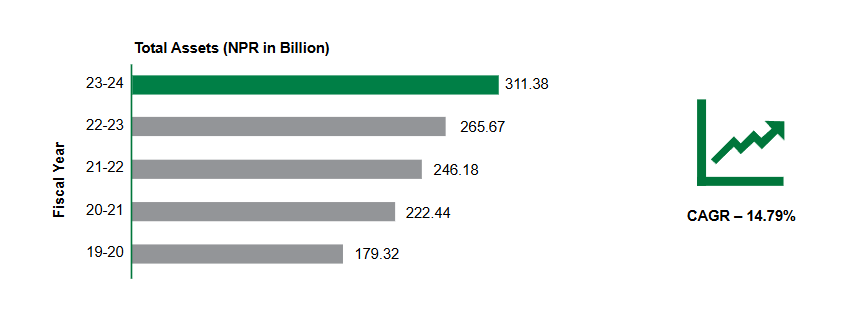 Total Assets (NPR in Billion)
Fiscal Year
23-24 311.38
22-23 265.67
21-22 246.18
20-21 222.44
19-20 179.32
CAGR – 14.79%